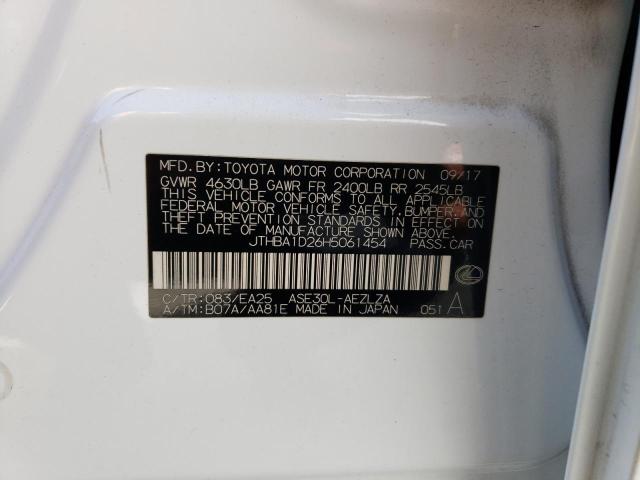 MFD. BY:TOYOTA MOTOR CORPORATION 09/17
GVWR 4630LB GAWR FR 2400LB RR 2545LB
THIS VEHICLE CONFORMS TO ALL APPLICABLE
FEDERAL MOTOR VEHICLE SAFETY,BUMPER,AND
THEFT PREVENTION STANDARDS IN EFFECT ON
THE DATE OF MANUFACTURE SHOWN ABOVE.
JTHBA1D26H5061454 PASS.CAR
C/TR:083/EA25 ASE30L-AEZLZA
A/TM:B07A/AA81E MADE IN JAPAN 051 A